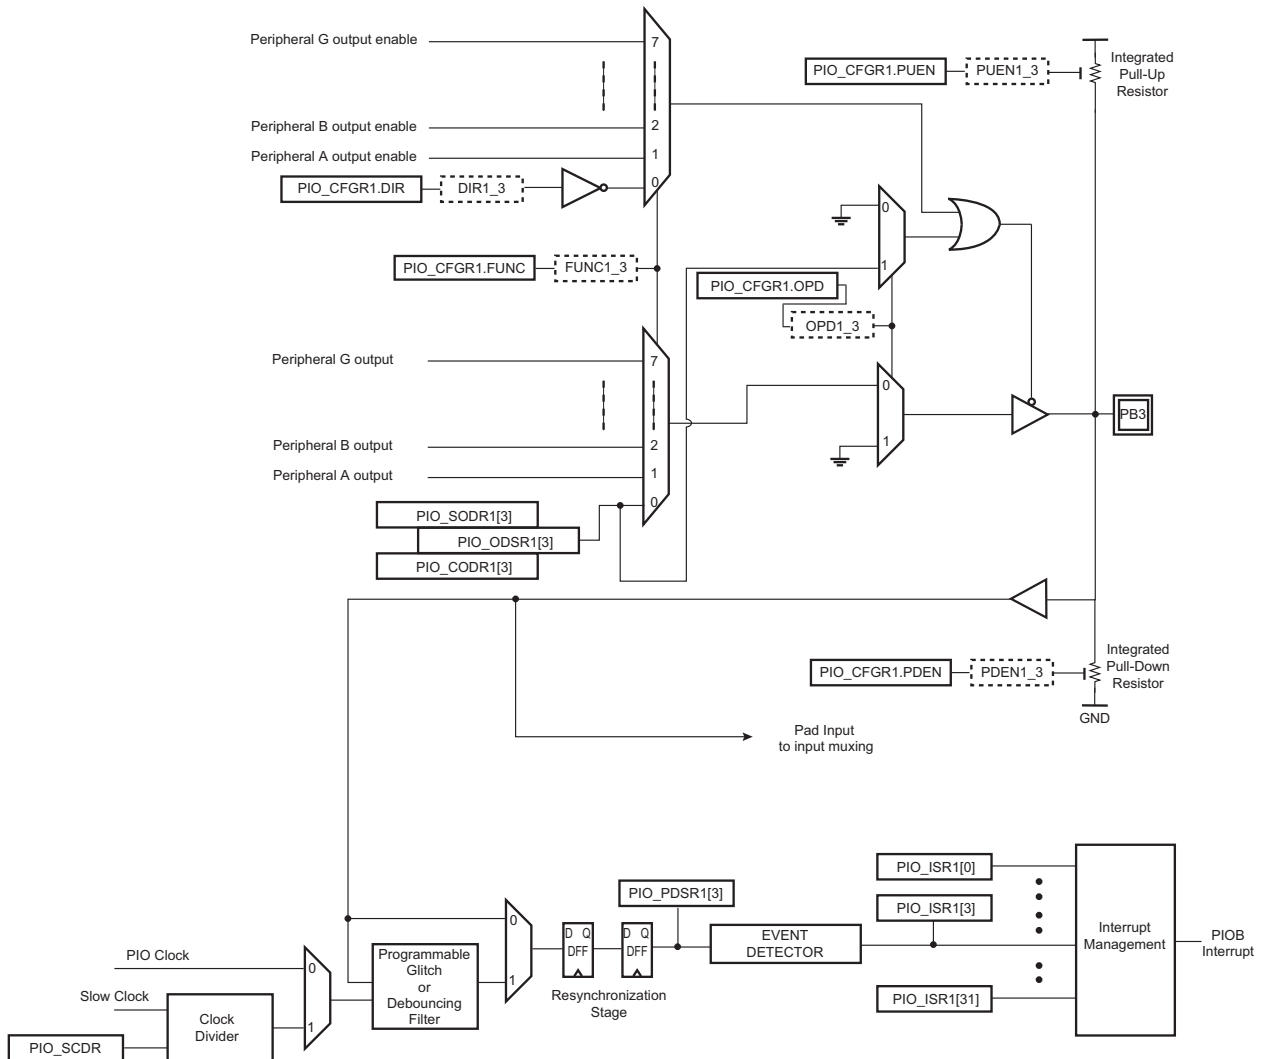 Peripheral G output enable
7
PIO_CFGR1.PUEN
PUEN1_3
Integrated
Pull-Up
Resistor
Peripheral B output enable
2
Peripheral A output enable
1
PIO_CFGR1.DIR
DIR1_3
0
0
PIO_CFGR1.FUNC
FUNC1_3
1
PIO_CFGR1.OPD
OPD1_3
Peripheral G output
7
0
PB3
Peripheral B output
2
1
Peripheral A output
1
0
PIO_SODR1[3]
PIO_ODSR1[3]
PIO_CODR1[3]
PIO_CFGR1.PDEN
PDEN1_3
Integrated
Pull-Down
Resistor
GND
Pad Input
to input muxing
PIO_ISR1[0]
PIO_PDSR1[3]
PIO_ISR1[3]
0
D Q
DFF
D Q
DFF
EVENT
DETECTOR
Interrupt
Management
PIOB
Interrupt
PIO Clock
0
Programmable
Glitch
or
Debouncing
Filter
1
Resynchronization
Stage
PIO_ISR1[31]
Slow Clock
Clock
Divider
1
PIO_SCDR